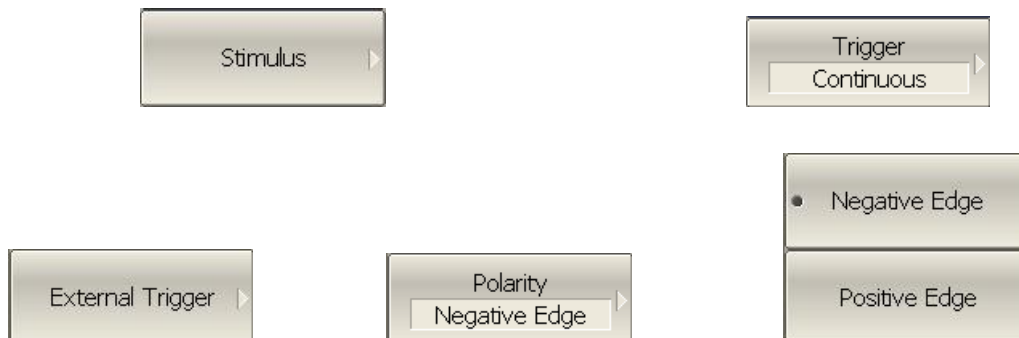 Stimulus
Trigger
Continuous
Negative Edge
External Trigger
Polarity
Negative Edge
Positive Edge